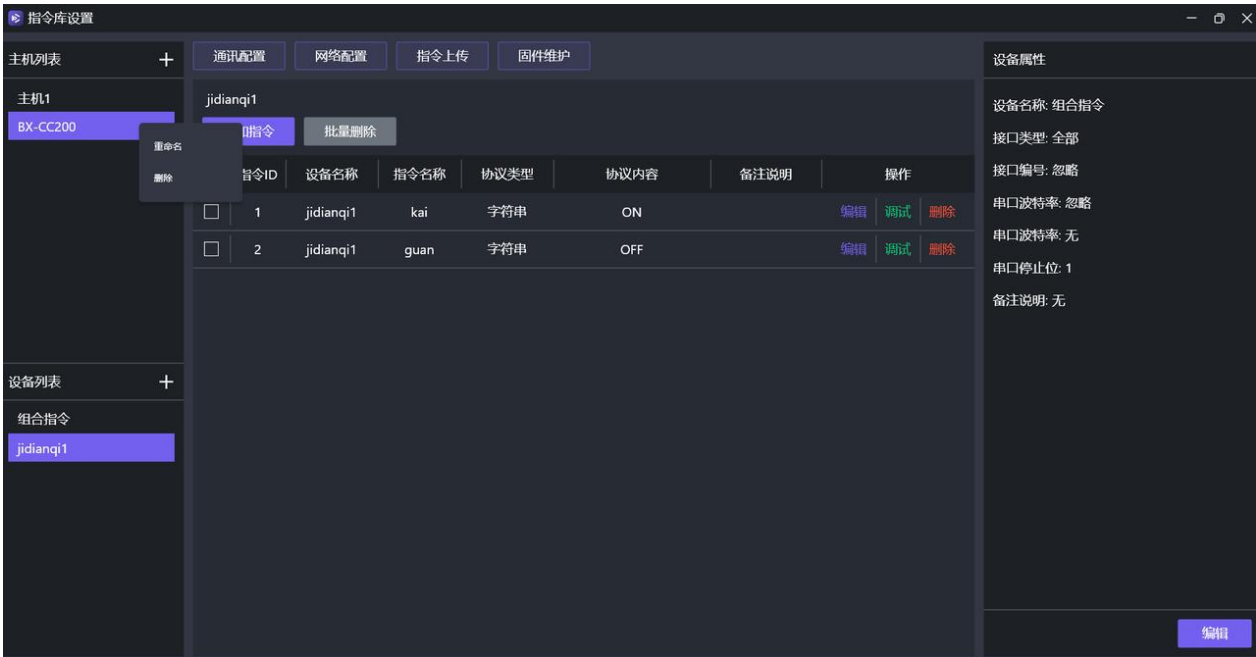 指令库设置
主机列表 +
主机1
BX-CC200
重命名
删除
设备列表 +
组合指令
jidianqi1
通讯配置 网络配置 指令上传 固件维护
jidianqi1
加指令 批量删除
指令ID 设备名称 指令名称 协议类型 协议内容 备注说明 操作
1 jidianqi1 kai 字符串 ON 编辑 调试 删除
2 jidianqi1 guan 字符串 OFF 编辑 调试 删除
设备属性
设备名称: 组合指令
接口类型: 全部
接口编号: 忽略
串口波特率: 忽略
串口波特率: 无
串口停止位: 1
备注说明: 无
编辑